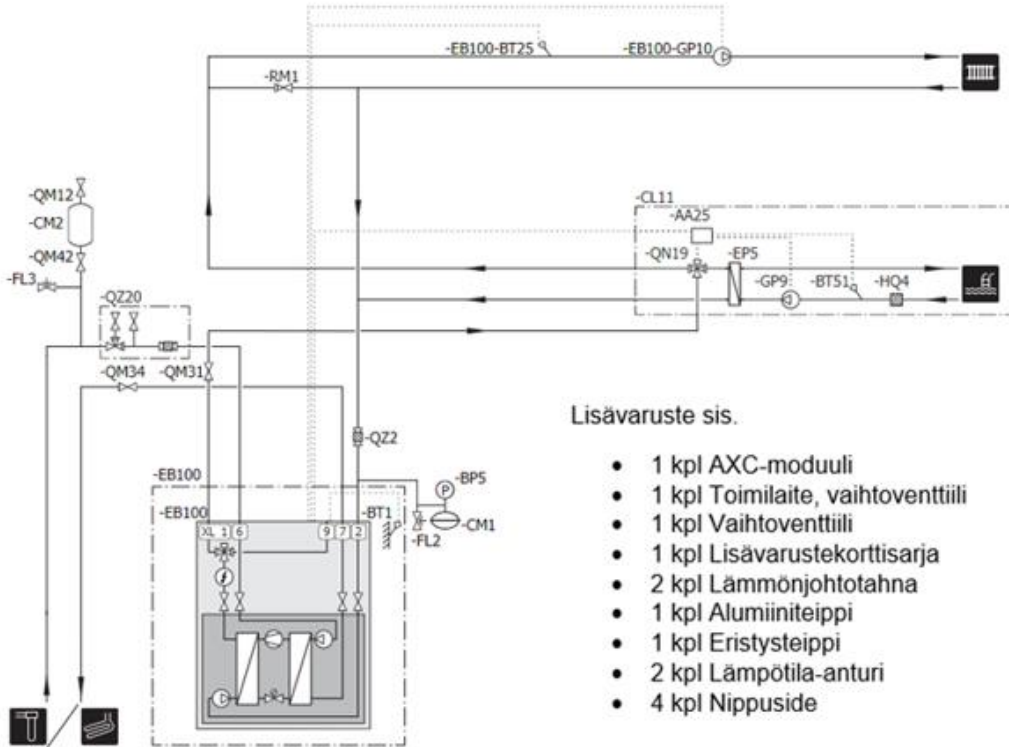 -EB100-BT25
-EB100-GP10
-RM1
-QM12
-CM2
-QM42
-FL3
-QZ20
-CL11
-AA25
-QN19
-EP5
-GP9
-BT51
-HQ4
-QM34
-QM31
-QZ2
-EB100
-BP5
P
-EB100
XL 1 6
9 7 2
-BT1
-CM1
-FL2
Lisävaruste sis.
• 1 kpl AXC-moduuli
• 1 kpl Toimilaite, vaihtoventtiili
• 1 kpl Vaihtoventtiili
• 1 kpl Lisävarustekorttisarja
• 2 kpl Lämmönjohtotahna
• 1 kpl Alumiiniteippi
• 1 kpl Eristysteippi
• 2 kpl Lämpötila-anturi
• 4 kpl Nippuside